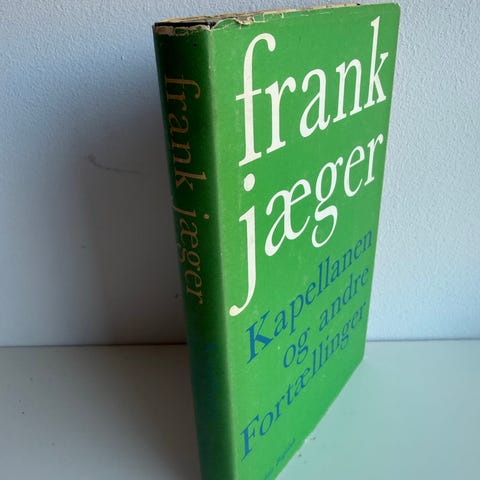 frank jæger
frank
jæger
Kapellanen
og andre
Fortællinger